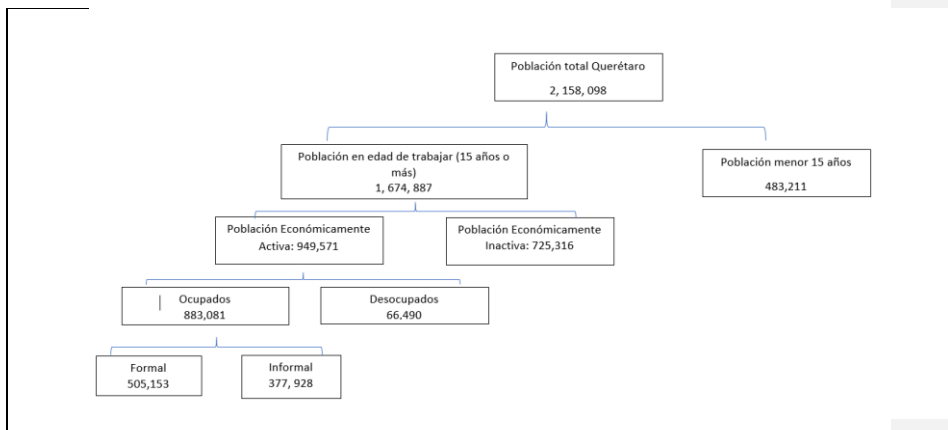 Población total Querétaro
2, 158, 098
Población en edad de trabajar (15 años o
más)
1, 674, 887
Población menor 15 años
483,211
Población Económicamente
Activa: 949,571
Población Económicamente
Inactiva: 725,316
Ocupados
883,081
Desocupados
66,490
Formal
505,153
Informal
377, 928